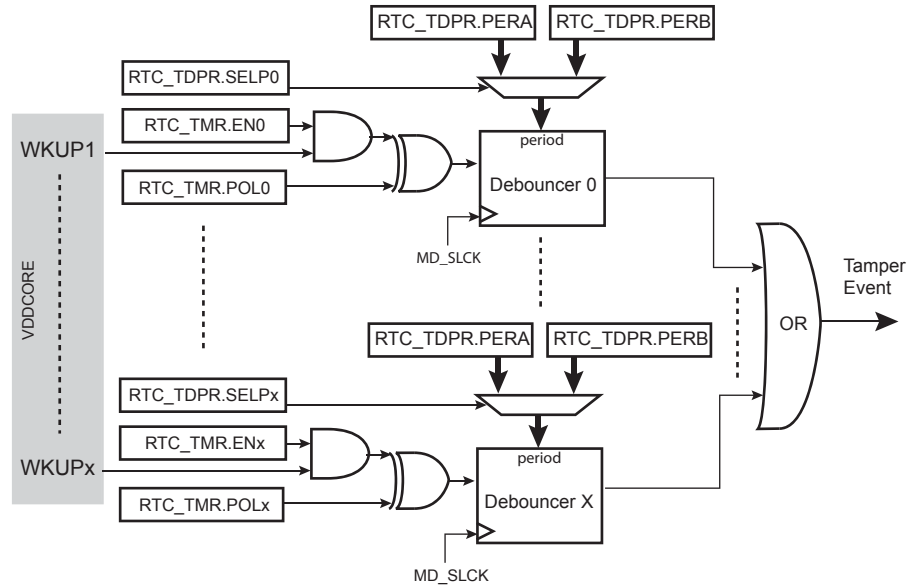 RTC_TDPR.PERA
RTC_TDPR.PERB
RTC_TDPR.SELP0
RTC_TMR.EN0
WKUP1
RTC_TMR.POL0
period
Debouncer 0
MD_SLCK
VDDCORE
Tamper
Event
OR
RTC_TDPR.PERA
RTC_TDPR.PERB
RTC_TDPR.SELPx
RTC_TMR.ENx
WKUPx
RTC_TMR.POLx
period
Debouncer X
MD_SLCK